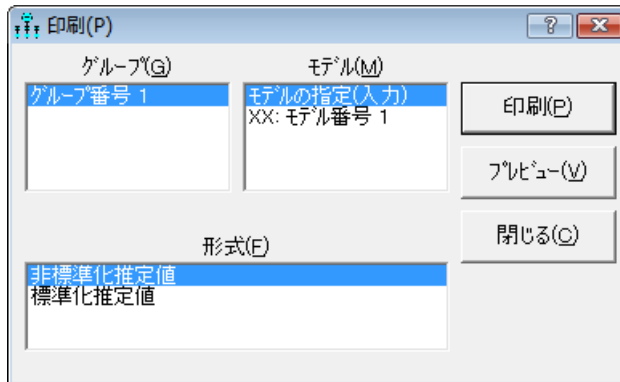 印刷(P)
グループ(G)
モデル(M)
グループ番号 1
モデルの指定(入力)
XX: モデル番号 1
印刷(P)
プレビュー(V)
閉じる(C)
形式(F)
非標準化推定値
標準化推定値